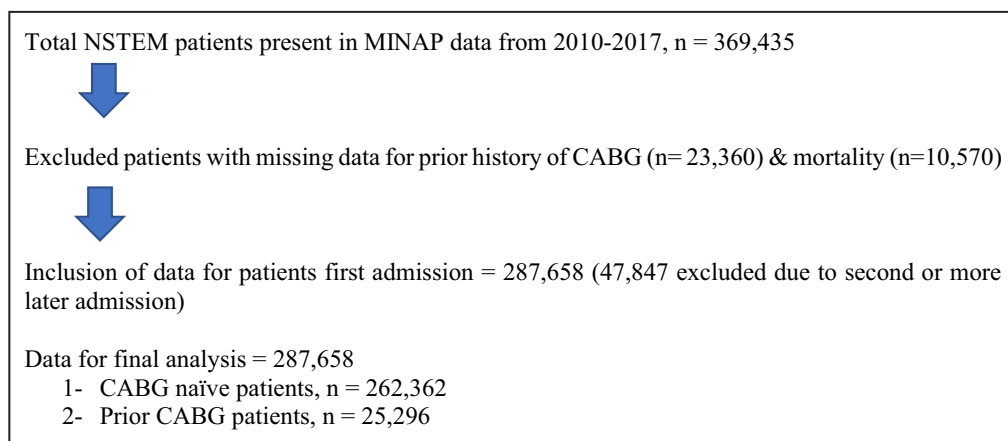 Total NSTEM patients present in MINAP data from 2010-2017, n = 369,435
Excluded patients with missing data for prior history of CABG (n= 23,360) & mortality (n=10,570)
Inclusion of data for patients first admission = 287,658 (47,847 excluded due to second or more
later admission)
Data for final analysis = 287,658
1- CABG naïve patients, n = 262,362
2- Prior CABG patients, n = 25,296